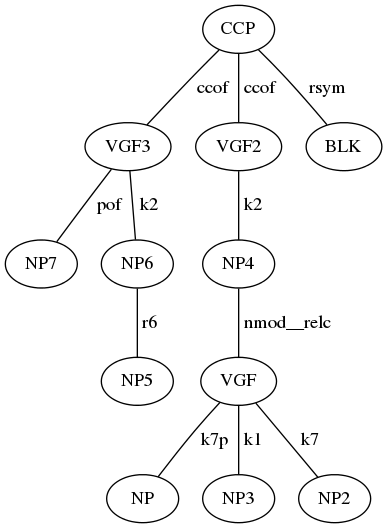 CCP
ccof ccof rsym
VGF3 VGF2 BLK
pof k2 k2
NP7 NP6 NP4
r6 nmod__relc
NP5 VGF
k7p k1 k7
NP NP3 NP2